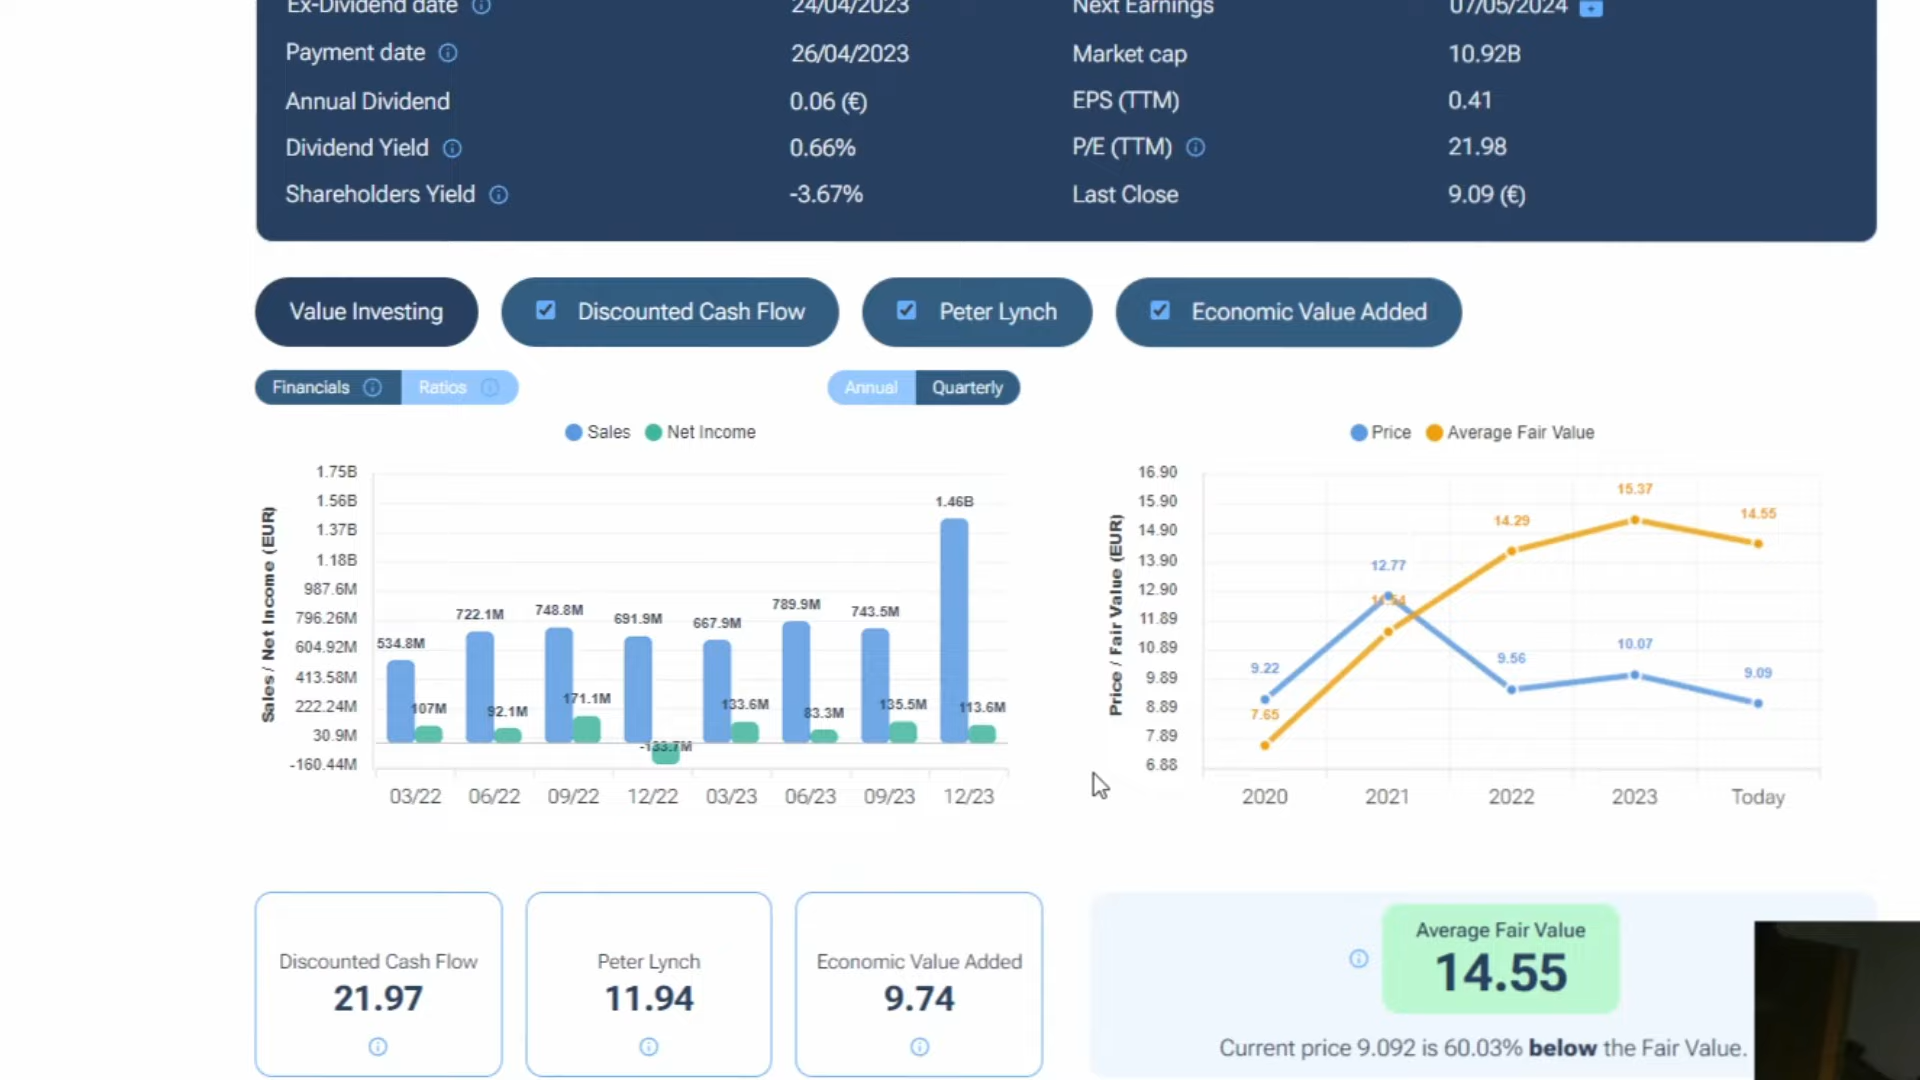 Ex-Dividend date 24/04/2023 Next Earnings 07/05/2024
Payment date 26/04/2023 Market cap 10.92B
Annual Dividend 0.06 (€) EPS (TTM) 0.41
Dividend Yield 0.66% P/E (TTM) 21.98
Shareholders Yield -3.67% Last Close 9.09 (€)
Value Investing Discounted Cash Flow Peter Lynch Economic Value Added
Financials Ratios Annual Quarterly
Sales Net Income
Sales / Net Income (EUR)
1.75B
1.56B
1.37B
1.18B
987.6M
796.26M
604.92M
413.58M
222.24M
30.9M
-160.44M
534.8M
107M
722.1M
92.1M
748.8M
171.1M
691.9M
-133.7M
667.9M
133.6M
789.9M
83.3M
743.5M
135.5M
1.46B
113.6M
03/22 06/22 09/22 12/22 03/23 06/23 09/23 12/23
Price Average Fair Value
Price / Fair Value (EUR)
16.90
15.90
14.90
13.90
12.90
11.89
10.89
9.89
8.89
7.89
6.88
9.22
7.65
12.77
14.29
9.56
15.37
10.07
14.55
9.09
2020 2021 2022 2023 Today
Discounted Cash Flow
21.97
Peter Lynch
11.94
Economic Value Added
9.74
Average Fair Value
14.55
Current price 9.092 is 60.03% below the Fair Value.